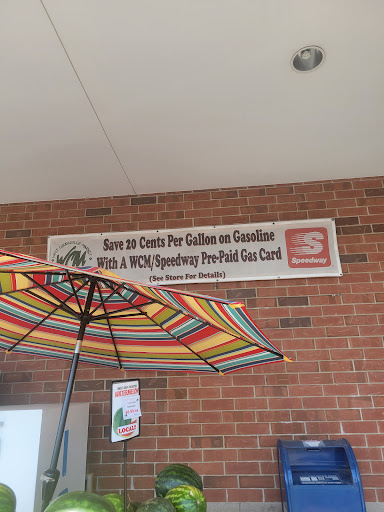 Save 20 Cents Per Gallon on Gasoline
With A WCM/Speedway Pre-Paid Gas Card
(See Store For Details)
WCM
Speedway
WATERMELON
LOCAL!